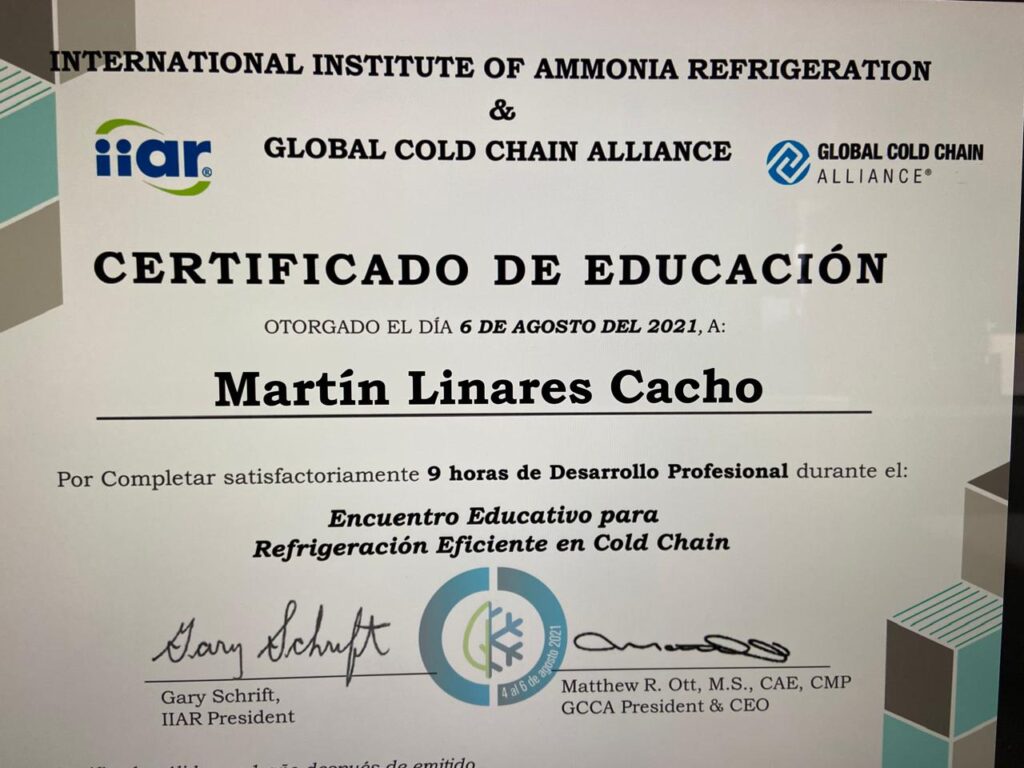 INTERNATIONAL INSTITUTE OF AMMONIA REFRIGERATION
&
iiar®
GLOBAL COLD CHAIN ALLIANCE
GLOBAL COLD CHAIN
ALLIANCE®
CERTIFICADO DE EDUCACIÓN
OTORGADO EL DÍA 6 DE AGOSTO DEL 2021, A:
Martín Linares Cacho
Por Completar satisfactoriamente 9 horas de Desarrollo Profesional durante el:
Encuentro Educativo para
Refrigeración Eficiente en Cold Chain
Gary Schrift
4 al 6 de agosto 2021
Gary Schrift,
IIAR President
Matthew R. Ott, M.S., CAE, CMP
GCCA President & CEO
después de emitido